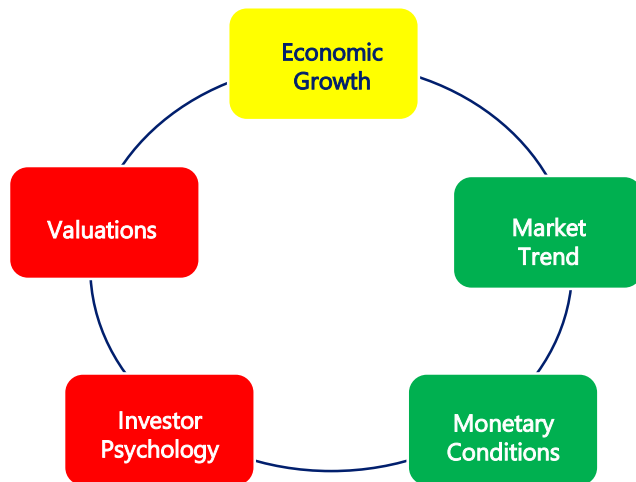 Economic
Growth
Valuations
Market
Trend
Investor
Psychology
Monetary
Conditions